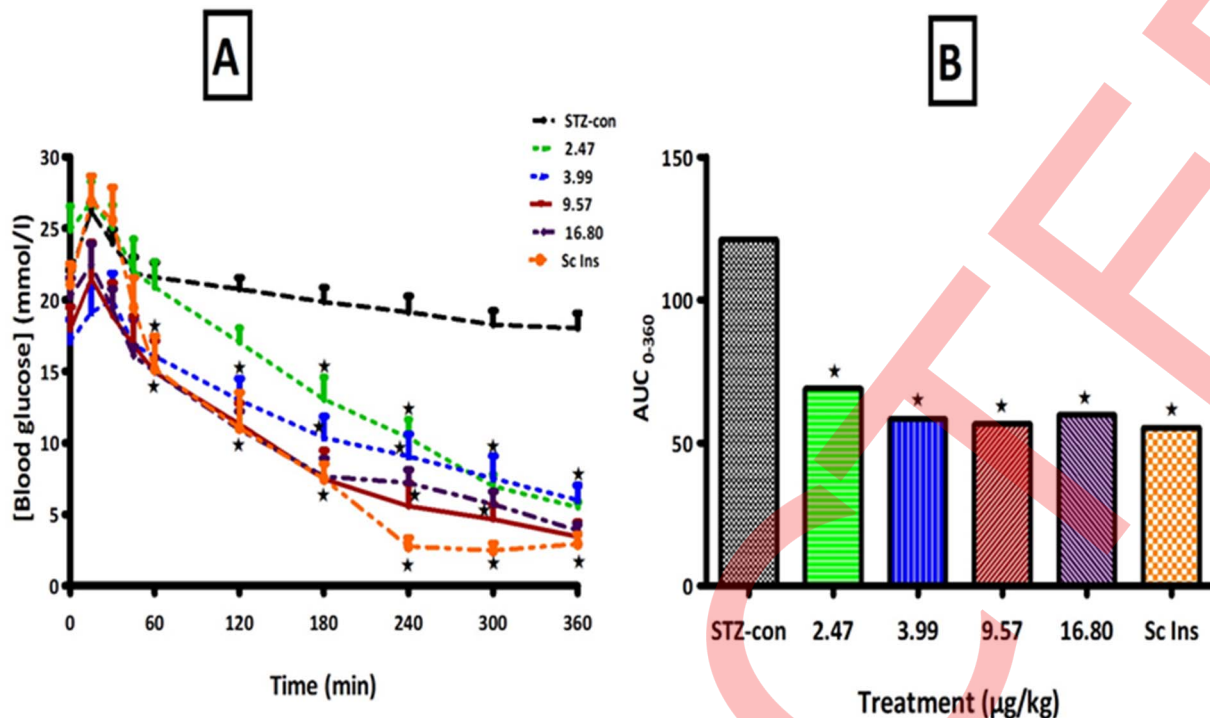 A
STZ-con
2.47
3.99
9.57
16.80
Sc Ins
30
25
20
15
10
5
0
[Blood glucose] (mmol/l)
0 60 120 180 240 300 360
Time (min)
B
150
100
50
0
AUC 0-360
STZ-con 2.47 3.99 9.57 16.80 Sc Ins
Treatment (µg/kg)